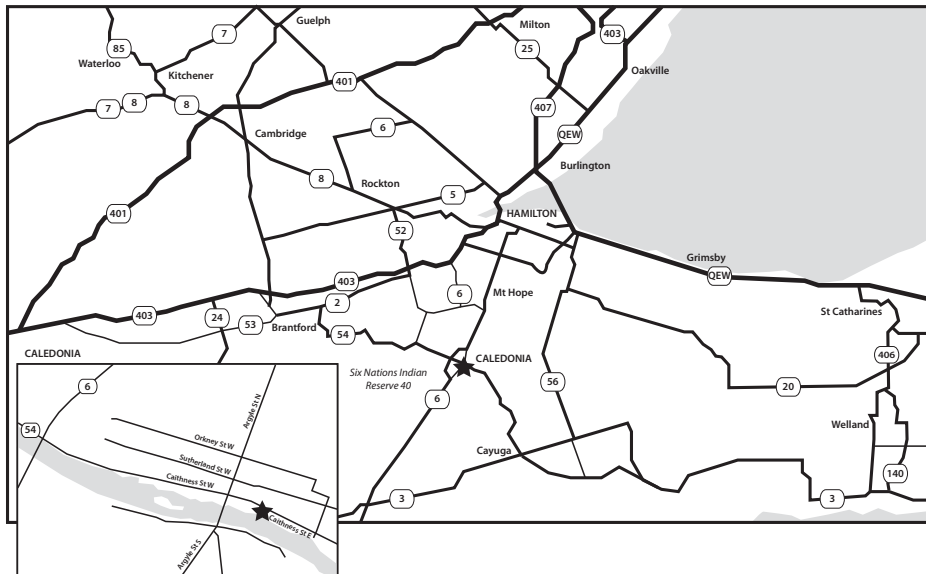 Guelph
Milton
403
7
85
25
Waterloo
Kitchener
Oakville
401
7
8
8
407
6
QEW
Cambridge
Burlington
Rockton
8
5
401
HAMILTON
52
Grimsby
QEW
403
6
Mt Hope
2
403
24
53
Brantford
54
St Catharines
CALEDONIA
CALEDONIA
406
Six Nations Indian
Reserve 40
56
20
6
6
Argyle St N
Welland
54
Orkney St W
Sutherland St W
Cayuga
Caithness St W
140
3
3
Caithness St E
Argyle St S